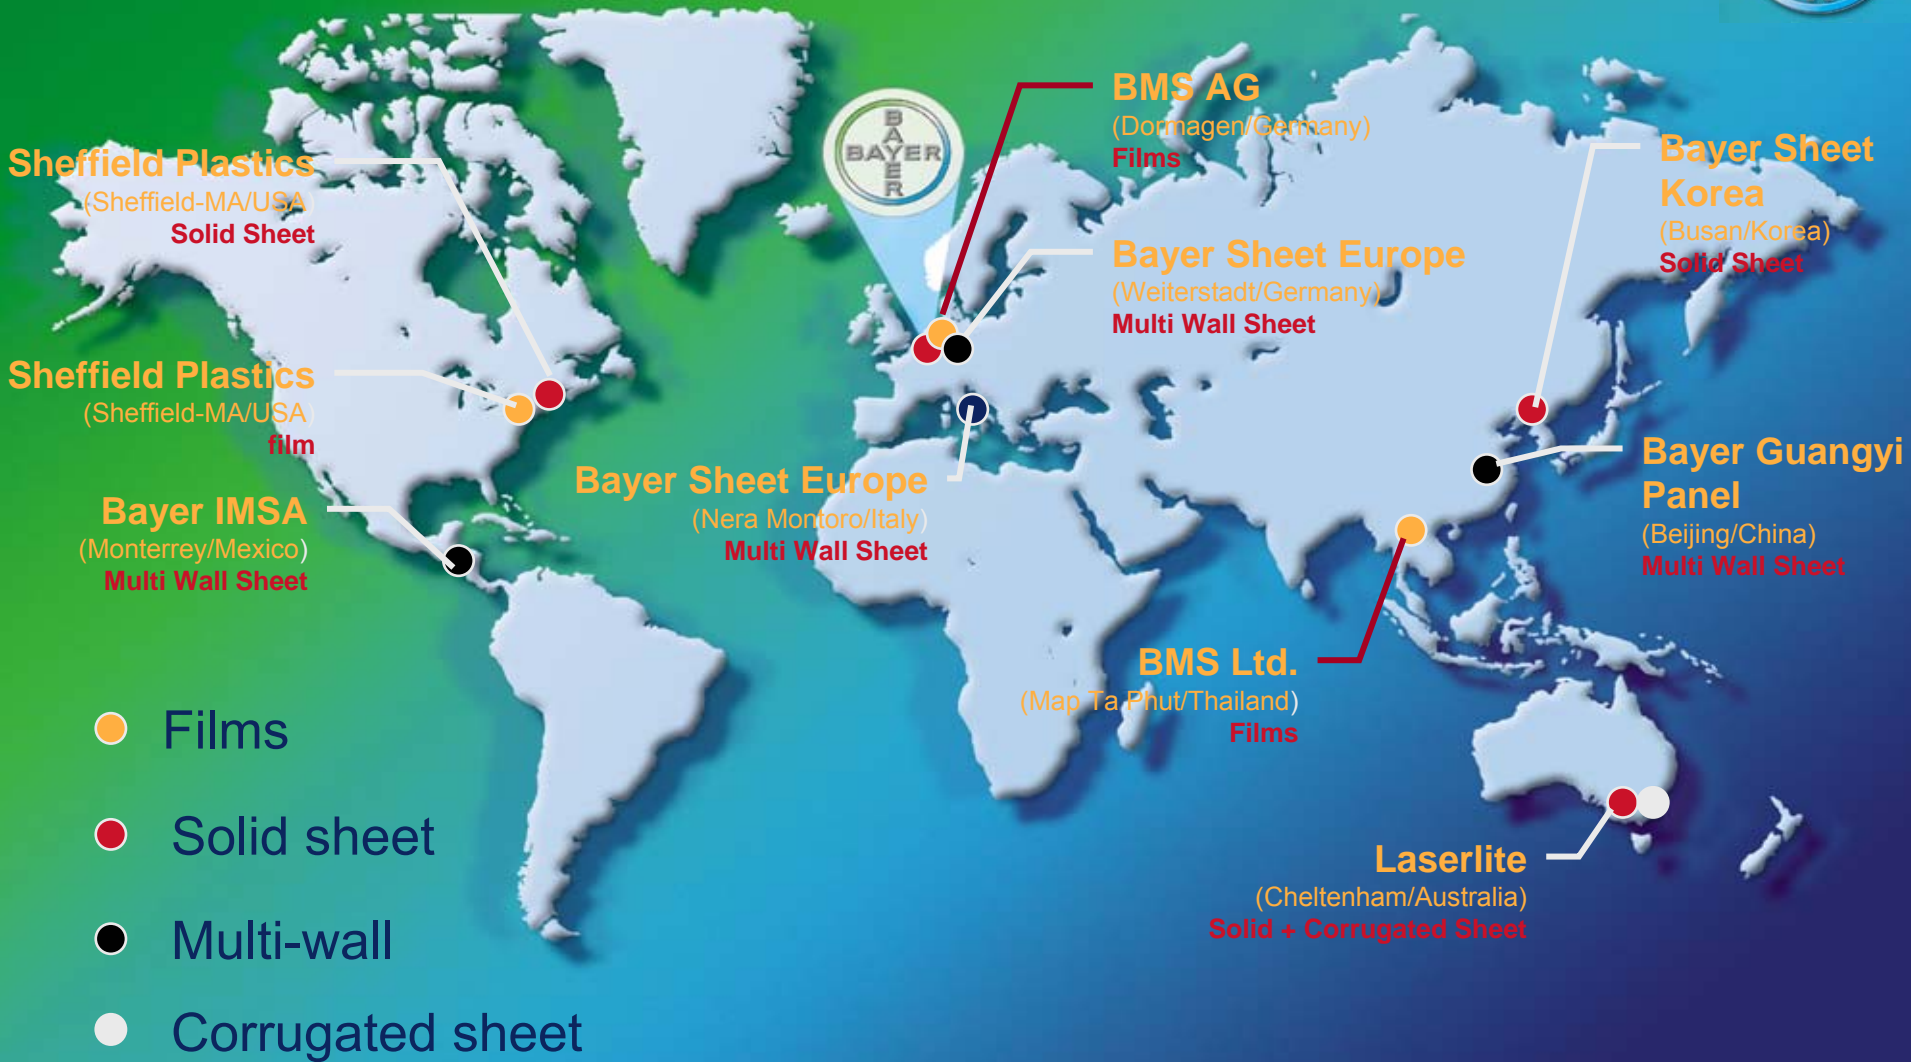 Sheffield Plastics
(Sheffield-MA/USA)
Solid Sheet
Sheffield Plastics
(Sheffield-MA/USA)
film
Bayer IMSA
(Monterrey/Mexico)
Multi Wall Sheet
BAYER
BAYER
BMS AG
(Dormagen/Germany)
Films
Bayer Sheet Europe
(Weiterstadt/Germany)
Multi Wall Sheet
Bayer Sheet Europe
(Nera Montoro/Italy)
Multi Wall Sheet
Bayer Sheet
Korea
(Busan/Korea)
Solid Sheet
Bayer Guangyi
Panel
(Beijing/China)
Multi Wall Sheet
BMS Ltd.
(Map Ta Phut/Thailand)
Films
Laserlite
(Cheltenham/Australia)
Solid + Corrugated Sheet
Films
Solid sheet
Multi-wall
Corrugated sheet